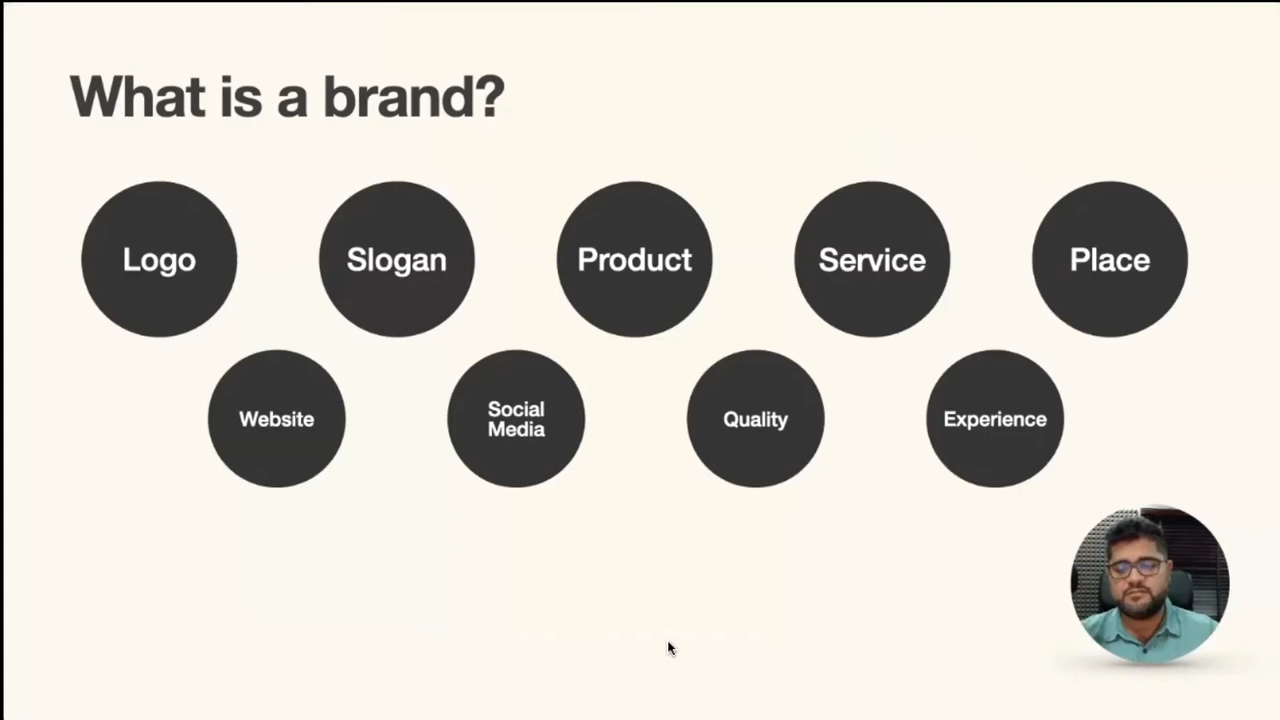 What is a brand?
Logo
Slogan
Product
Service
Place
Website
Social
Media
Quality
Experience